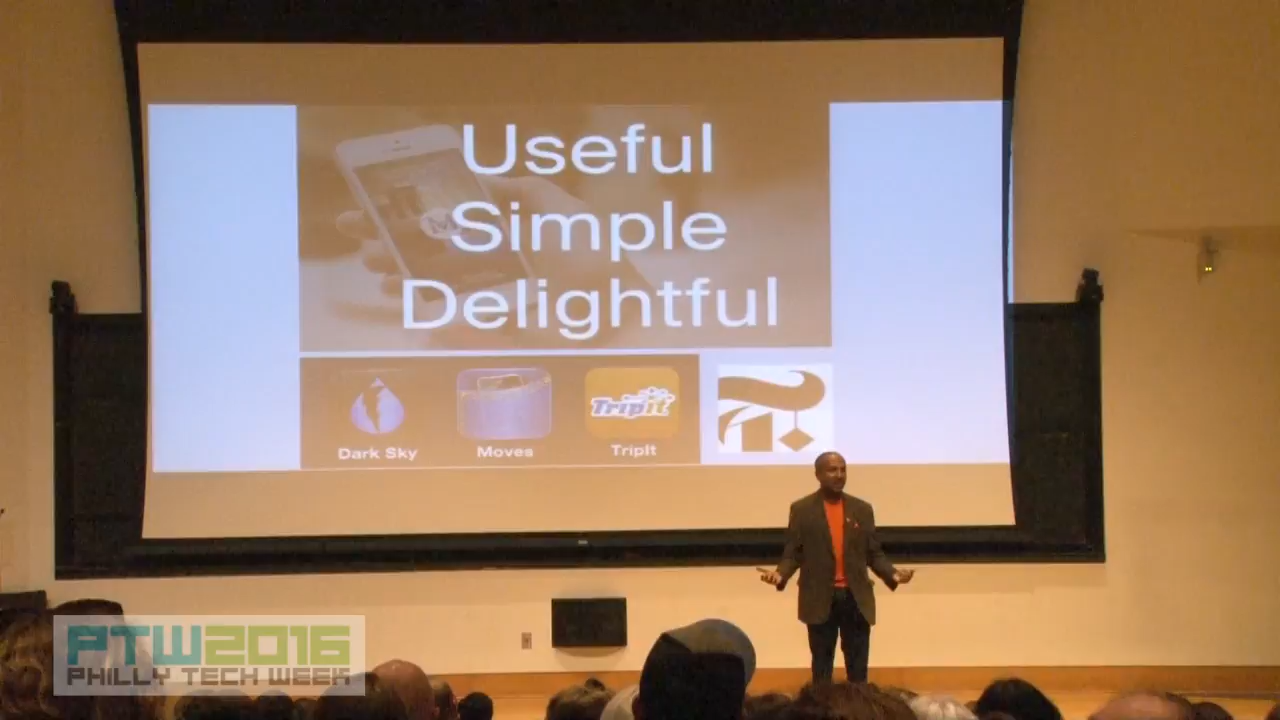 Useful
Simple
Delightful
TripIt
Dark Sky
Moves
TripIt
PTW2016
PHILLY TECH WEEK